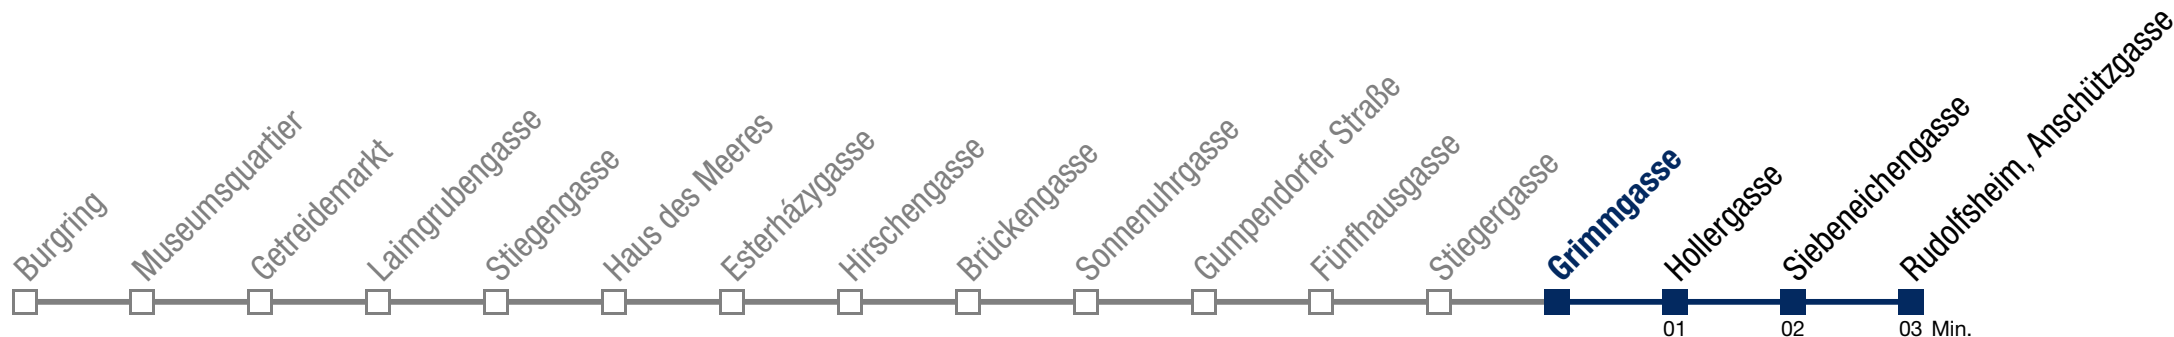 Burgring
Museumsquartier
Getreidemarkt
Laimgrubengasse
Stiegengasse
Haus des Meeres
Esterházygasse
Hirschengasse
Brückengasse
Sonnenuhrgasse
Gumpendorfer Straße
Fünfhausgasse
Stiegergasse
Grimmgasse
Hollergasse
Siebeneichengasse
Rudolfsheim, Anschützgasse
01 02 03 Min.